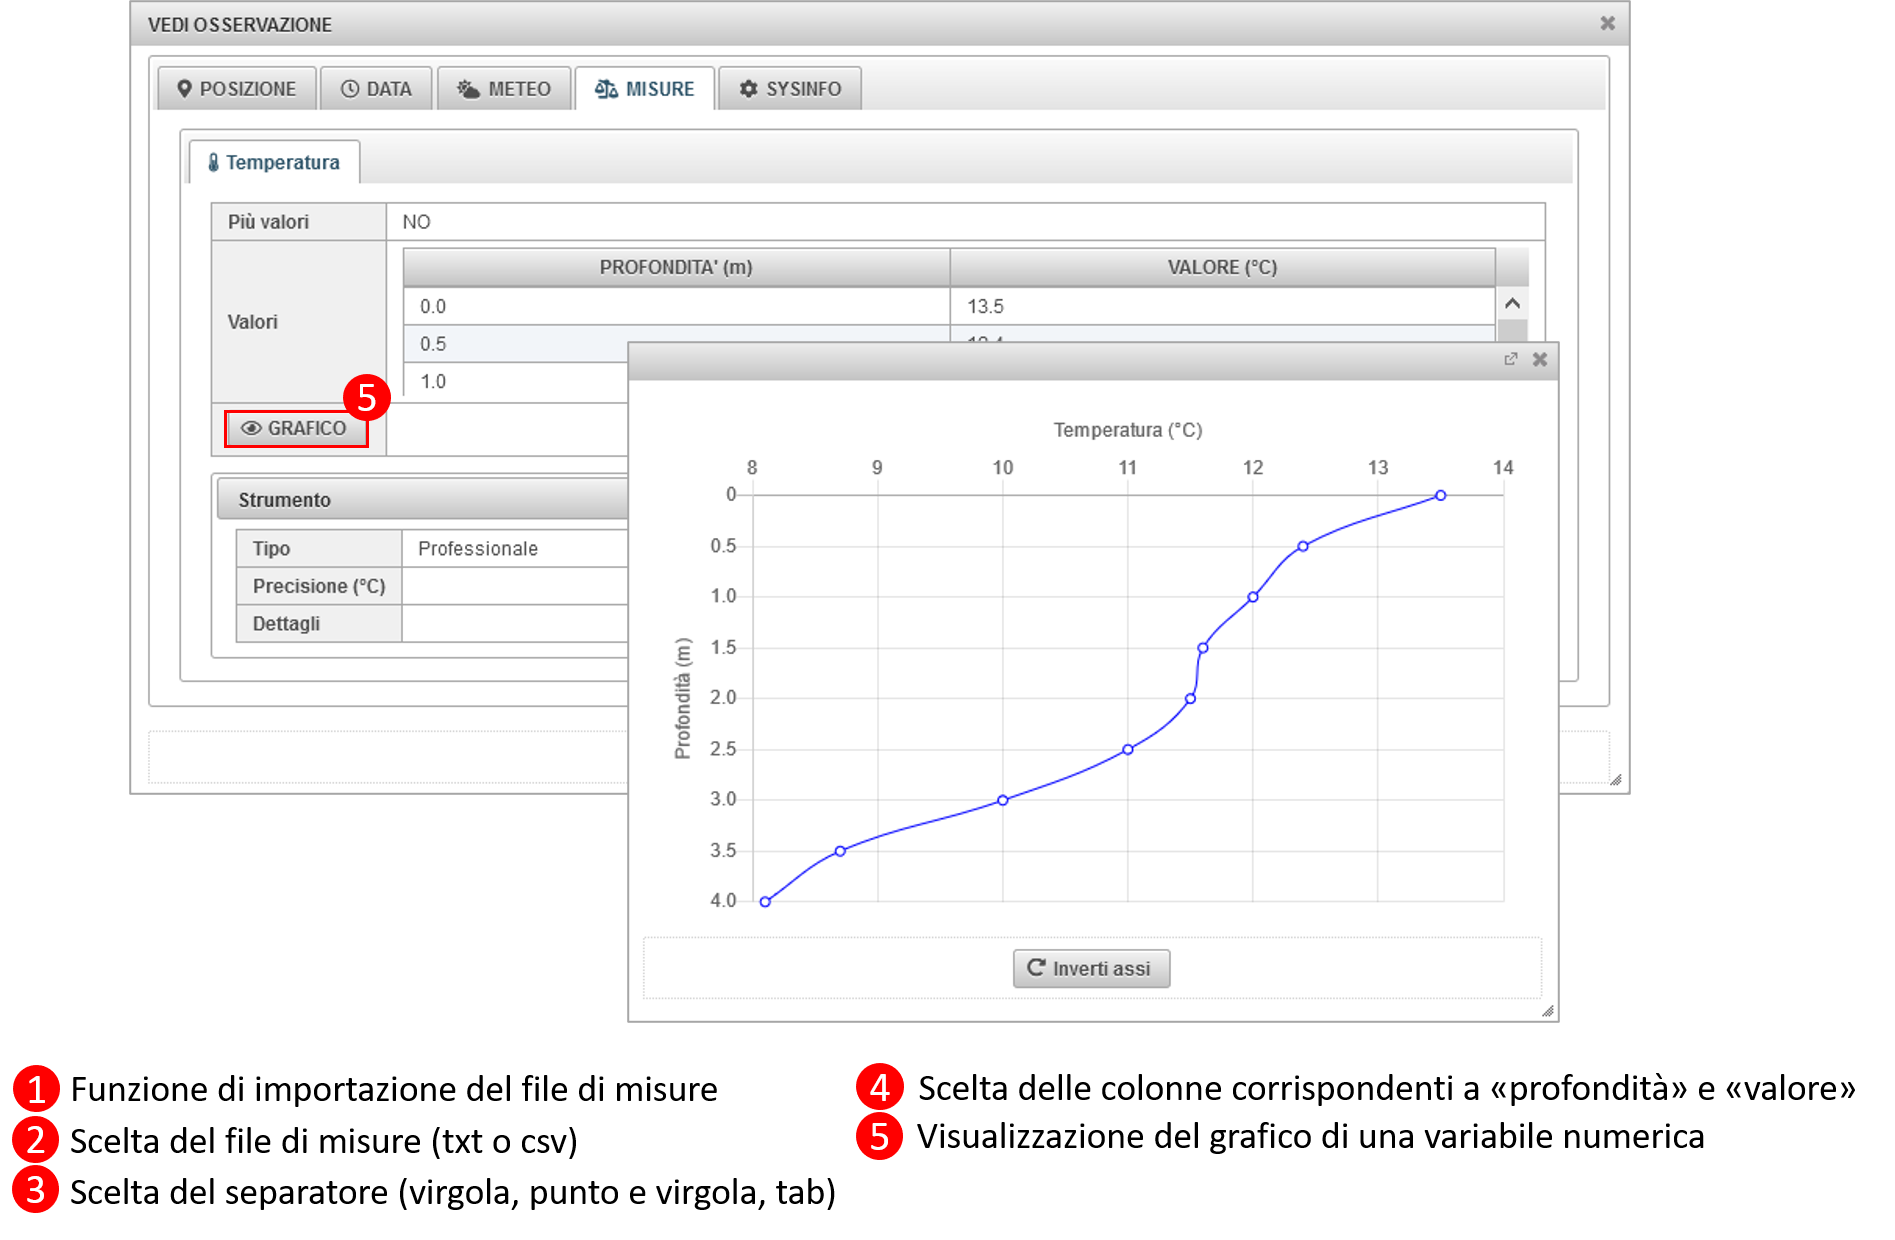 VEDI OSSERVAZIONE
POSIZIONE DATA METEO MISURE SYSINFO
Temperatura
Più valori NO
PROFONDITA' (m) VALORE (°C)
Valori
0.0 13.5
0.5
1.0
5
GRAFICO
Strumento
Tipo Professionale
Precisione (°C)
Dettagli
Temperatura (°C)
8 9 10 11 12 13 14
0
0.5
1.0
1.5
2.0
2.5
3.0
3.5
4.0
Profondità (m)
Inverti assi
1 Funzione di importazione del file di misure
2 Scelta del file di misure (txt o csv)
3 Scelta del separatore (virgola, punto e virgola, tab)
4 Scelta delle colonne corrispondenti a «profondità» e «valore»
5 Visualizzazione del grafico di una variabile numerica